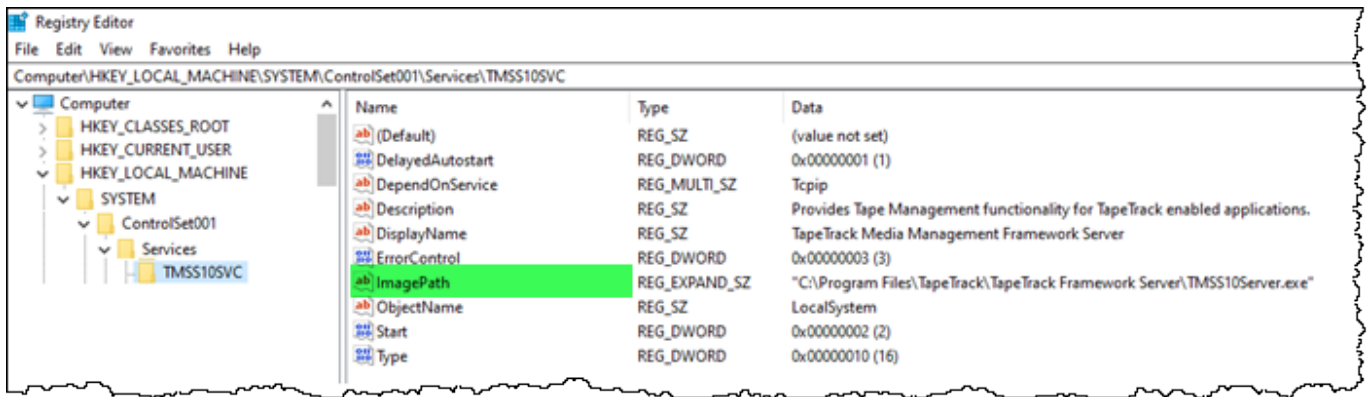 Registry Editor
File Edit View Favorites Help
Computer\HKEY_LOCAL_MACHINE\SYSTEM\ControlSet001\Services\TMSS10SVC
Computer
HKEY_CLASSES_ROOT
HKEY_CURRENT_USER
HKEY_LOCAL_MACHINE
SYSTEM
ControlSet001
Services
TMSS10SVC
Name Type Data
(Default) REG_SZ (value not set)
DelayedAutostart REG_DWORD 0x00000001 (1)
DependOnService REG_MULTI_SZ Tcpip
Description REG_SZ Provides Tape Management functionality for TapeTrack enabled applications.
DisplayName REG_SZ TapeTrack Media Management Framework Server
ErrorControl REG_DWORD 0x00000003 (3)
ImagePath REG_EXPAND_SZ "C:\Program Files\TapeTrack\TapeTrack Framework Server\TMSS10Server.exe"
ObjectName REG_SZ LocalSystem
Start REG_DWORD 0x00000002 (2)
Type REG_DWORD 0x00000010 (16)